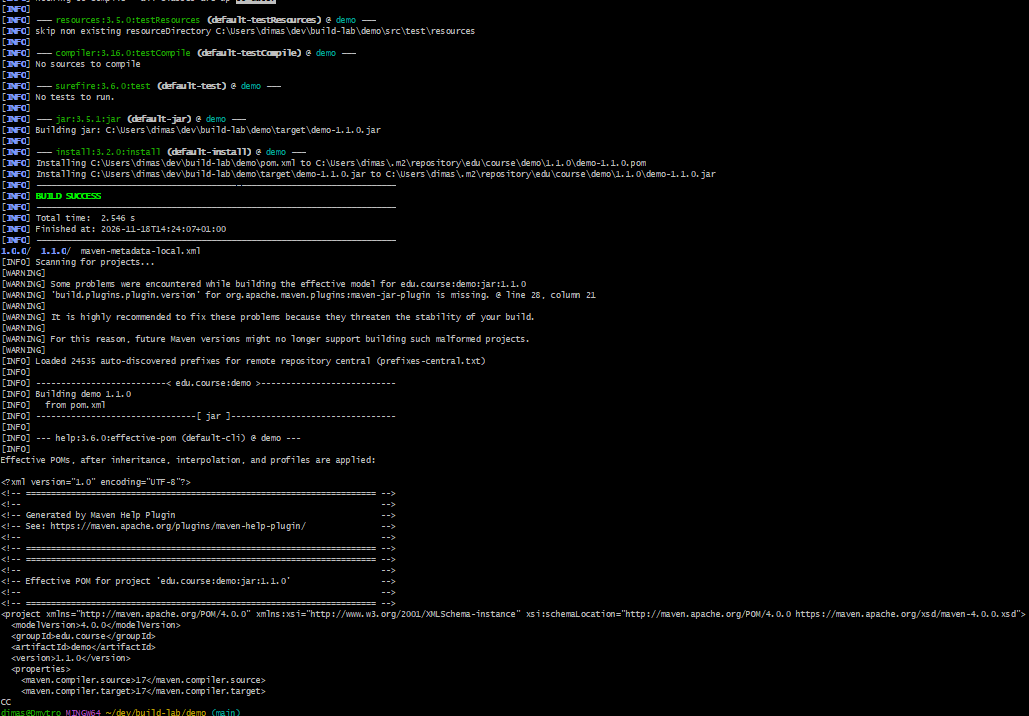 [INFO]
[INFO] --- resources:3.5.0:testResources (default-testResources) @ demo ---
[INFO] skip non existing resourceDirectory C:\Users\dimas\dev\build-lab\demo\src\test\resources
[INFO]
[INFO] --- compiler:3.16.0:testCompile (default-testCompile) @ demo ---
[INFO] No sources to compile
[INFO]
[INFO] --- surefire:3.6.0:test (default-test) @ demo ---
[INFO] No tests to run.
[INFO]
[INFO] --- jar:3.5.1:jar (default-jar) @ demo ---
[INFO] Building jar: C:\Users\dimas\dev\build-lab\demo\target\demo-1.1.0.jar
[INFO]
[INFO] --- install:3.2.0:install (default-install) @ demo ---
[INFO] Installing C:\Users\dimas\dev\build-lab\demo\pom.xml to C:\Users\dimas\.m2\repository\edu\course\demo\1.1.0\demo-1.1.0.pom
[INFO] Installing C:\Users\dimas\dev\build-lab\demo\target\demo-1.1.0.jar to C:\Users\dimas\.m2\repository\edu\course\demo\1.1.0\demo-1.1.0.jar
[INFO] ------------------------------------------------------------------------
[INFO] BUILD SUCCESS
[INFO] ------------------------------------------------------------------------
[INFO] Total time:  2.546 s
[INFO] Finished at: 2026-11-18T14:24:07+01:00
[INFO] ------------------------------------------------------------------------
1.0.0/  1.1.0/  maven-metadata-local.xml
[INFO] Scanning for projects...
[WARNING]
[WARNING] Some problems were encountered while building the effective model for edu.course:demo:jar:1.1.0
[WARNING] 'build.plugins.plugin.version' for org.apache.maven.plugins:maven-jar-plugin is missing. @ line 28, column 21
[WARNING]
[WARNING] It is highly recommended to fix these problems because they threaten the stability of your build.
[WARNING]
[WARNING] For this reason, future Maven versions might no longer support building such malformed projects.
[WARNING]
[INFO] Loaded 24535 auto-discovered prefixes for remote repository central (prefixes-central.txt)
[INFO]
[INFO] --------------------------< edu.course:demo >---------------------------
[INFO] Building demo 1.1.0
[INFO]   from pom.xml
[INFO] --------------------------------[ jar ]---------------------------------
[INFO]
[INFO] --- help:3.6.0:effective-pom (default-cli) @ demo ---
[INFO]
Effective POMs, after inheritance, interpolation, and profiles are applied:
<?xml version="1.0" encoding="UTF-8"?>
<!-- ====================================================================== -->
<!--                                                                        -->
<!-- Generated by Maven Help Plugin                                         -->
<!-- See: https://maven.apache.org/plugins/maven-help-plugin/               -->
<!--                                                                        -->
<!-- ====================================================================== -->
<!-- ====================================================================== -->
<!--                                                                        -->
<!-- Effective POM for project 'edu.course:demo:jar:1.1.0'                  -->
<!--                                                                        -->
<!-- ====================================================================== -->
<project xmlns="http://maven.apache.org/POM/4.0.0" xmlns:xsi="http://www.w3.org/2001/XMLSchema-instance" xsi:schemaLocation="http://maven.apache.org/POM/4.0.0 https://maven.apache.org/xsd/maven-4.0.0.xsd">
  <modelVersion>4.0.0</modelVersion>
  <groupId>edu.course</groupId>
  <artifactId>demo</artifactId>
  <version>1.1.0</version>
  <properties>
    <maven.compiler.source>17</maven.compiler.source>
    <maven.compiler.target>17</maven.compiler.target>
CC
dimas@Dmytro MINGW64 ~/dev/build-lab/demo (main)